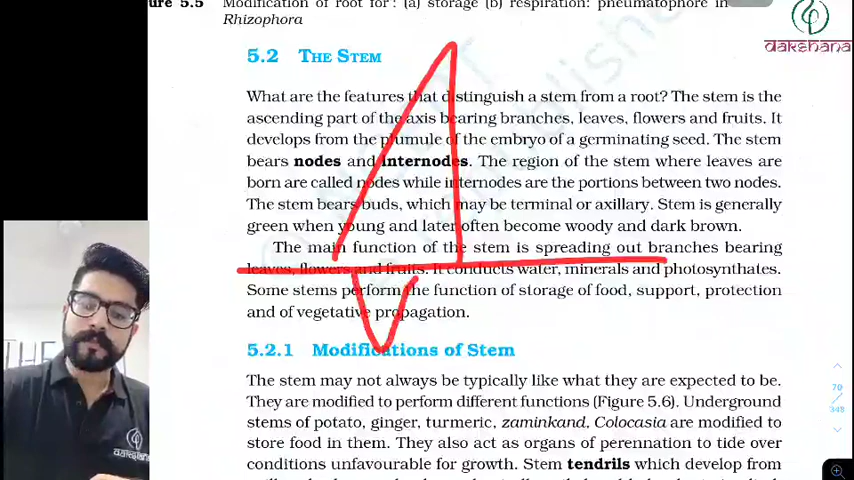 ure 5.5 Modification of root for: (a) storage (b) respiration: pneumatophore in
Rhizophora
dakshana
5.2 THE STEM
What are the features that distinguish a stem from a root? The stem is the
ascending part of the axis bearing branches, leaves, flowers and fruits. It
develops from the plumule of the embryo of a germinating seed. The stem
bears nodes and internodes. The region of the stem where leaves are
born are called nodes while internodes are the portions between two nodes.
The stem bears buds, which may be terminal or axillary. Stem is generally
green when young and later often become woody and dark brown.
The main function of the stem is spreading out branches bearing
leaves, flowers and fruits. It conducts water, minerals and photosynthates.
Some stems perform the function of storage of food, support, protection
and of vegetative propagation.
5.2.1 Modifications of Stem
The stem may not always be typically like what they are expected to be.
They are modified to perform different functions (Figure 5.6). Underground
stems of potato, ginger, turmeric, zaminkand, Colocasia are modified to
store food in them. They also act as organs of perennation to tide over
conditions unfavourable for growth. Stem tendrils which develop from
70
348
dakshana